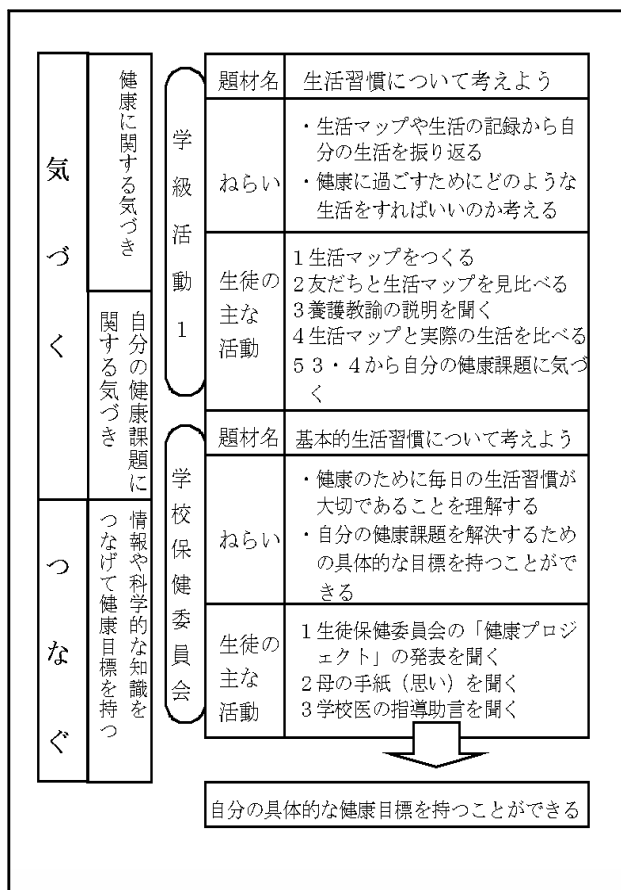 気づく
つなぐ
健康に関する気づき
自分の健康課題に
関する気づき
情報や科学的な知識を
つなげて健康目標を持つ
学級活動1
題材名
生活習慣について考えよう
ねらい
・生活マップや生活の記録から自
分の生活を振り返る
・健康に過ごすためにどのような
生活をすればいいのか考える
生徒の
主な
活動
1生活マップをつくる
2友だちと生活マップを見比べる
3養護教諭の説明を聞く
4生活マップと実際の生活を比べる
5 3・4から自分の健康課題に気づ
く
学校保健委員会
題材名
基本的生活習慣について考えよう
ねらい
・健康のために毎日の生活習慣が
大切であることを理解する
・自分の健康課題を解決するため
の具体的な目標を持つことがで
きる
生徒の
主な
活動
1生徒保健委員会の「健康プロジ
ェクト」の発表を聞く
2母の手紙（思い）を聞く
3学校医の指導助言を聞く
自分の具体的な健康目標を持つことができる